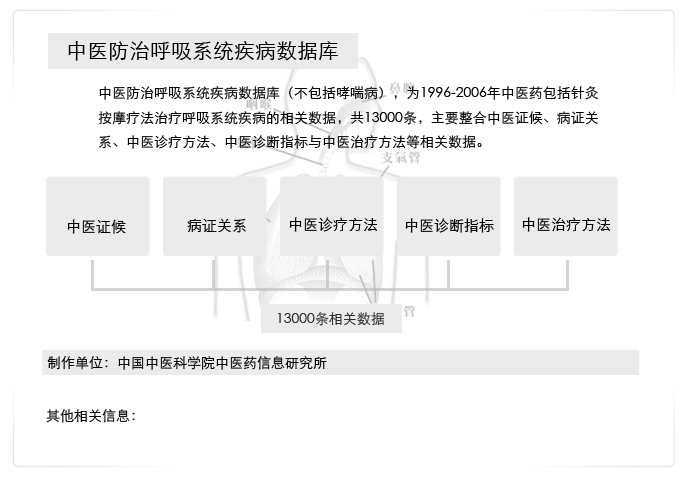 中医防治呼吸系统疾病数据库
中医防治呼吸系统疾病数据库（不包括哮喘病），为1996-2006年中医药包括针灸
按摩疗法治疗呼吸系统疾病的相关数据，共13000条，主要整合中医证候、病证关
系、中医诊疗方法、中医诊断指标与中医治疗方法等相关数据。
支氣管
中医证候
病证关系
中医诊疗方法
中医诊断指标
中医治疗方法
管
13000条相关数据
制作单位：中国中医科学院中医药信息研究所
其他相关信息：